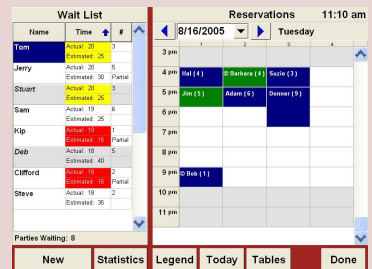 Wait List
Reservations 11:10 am
Name Time #
8/16/2005 Tuesday
1 2 3 4
Tom Actual: 20 3
Estimated: 25
Jerry Actual: 20 5
Estimated: 30 Partial
Stuart Actual: 20 3
Estimated: 25
Sam Actual: 19 6
Estimated: 25
Kip Actual: 19 1
Estimated: 15 Partial
Deb Actual: 18 5
Estimated: 40
Clifford Actual: 18 2
Estimated: 15 Partial
Steve Actual: 18 2
Estimated: 35
Parties Waiting: 8
3 pm
4 pm Hal ( 4 ) © Barbara ( 4 ) Suzie ( 3 )
5 pm Jim ( 5 ) Adam ( 6 ) Donner ( 9 )
6 pm
7 pm
8 pm
9 pm © Bob ( 1 )
10 pm
11 pm
New Statistics Legend Today Tables Done